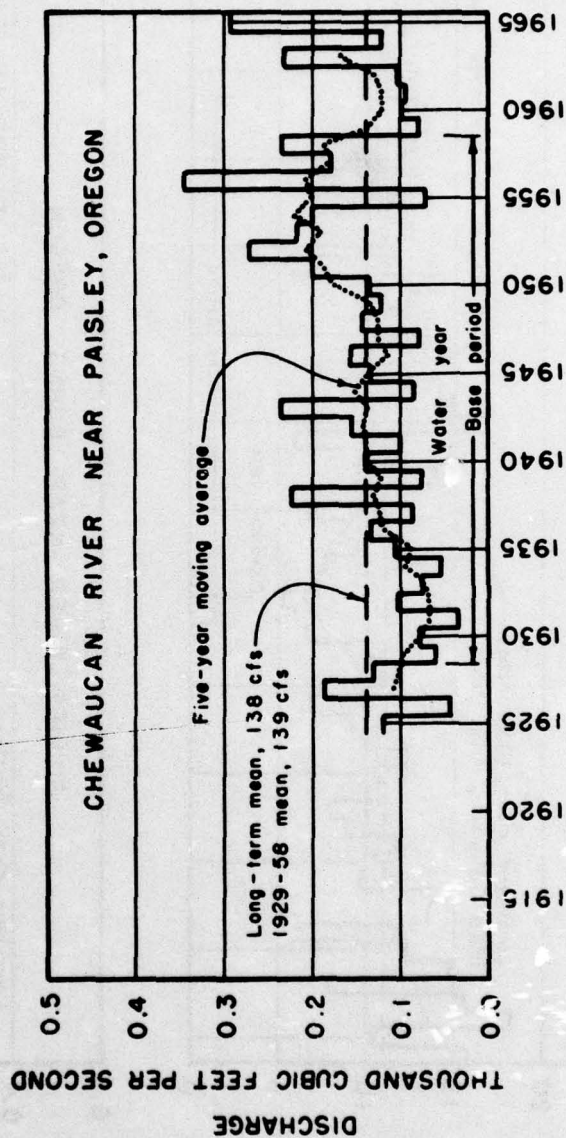 CHEWAUCAN RIVER NEAR PAISLEY, OREGON
Five-year moving average
Long-term mean, 138 cfs
1929-58 mean, 139 cfs
Water year
Base period
DISCHARGE
THOUSAND CUBIC FEET PER SECOND
0.5
0.4
0.3
0.2
0.1
0.0
1915
1920
1925
1930
1935
1940
1945
1950
1955
1960
1965